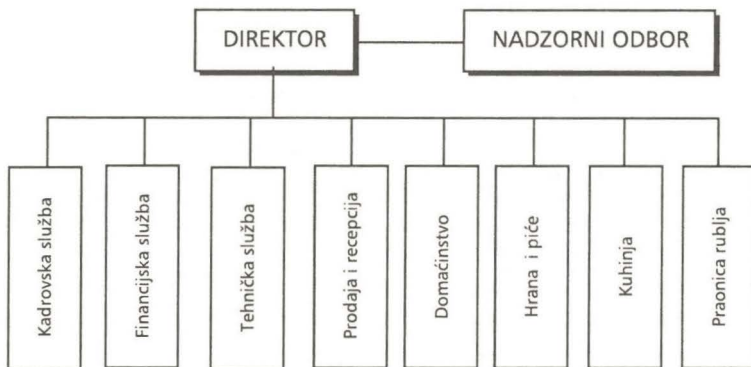 DIREKTOR
NADZORNI ODBOR
Kadrovska služba
Financijska služba
Tehnička služba
Prodaja i recepcija
Domaćinstvo
Hrana i piće
Kuhinja
Praonica rublja